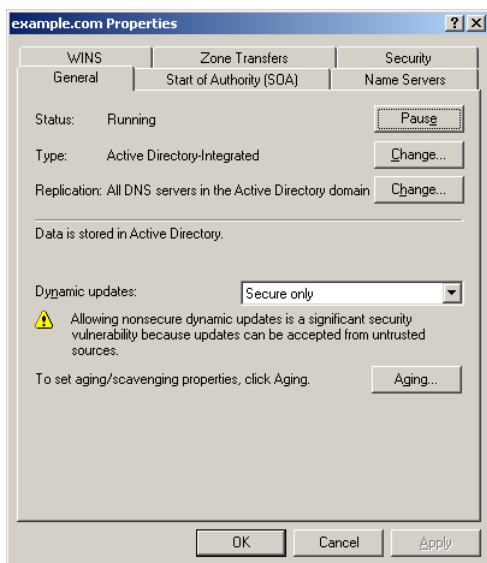 example.com Properties
WINS Zone Transfers Security
General Start of Authority (SOA) Name Servers
Status: Running Pause
Type: Active Directory-Integrated Change...
Replication: All DNS servers in the Active Directory domain Change...
Data is stored in Active Directory.
Dynamic updates: Secure only
Allowing nonsecure dynamic updates is a significant security
vulnerability because updates can be accepted from untrusted
sources.
To set aging/scavenging properties, click Aging. Aging...
OK Cancel Apply